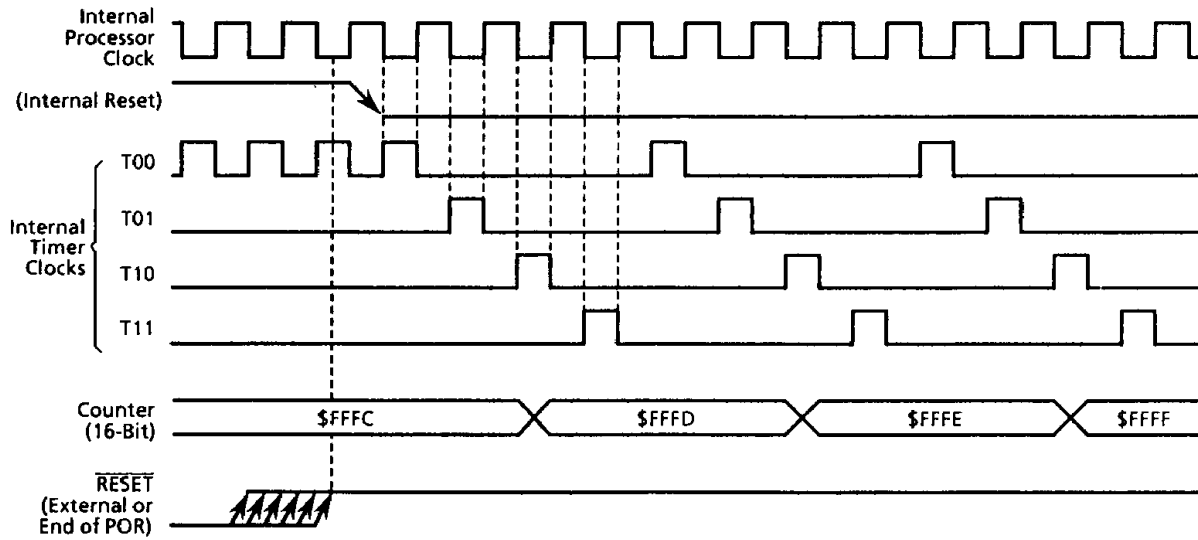 Internal
Processor
Clock
(Internal Reset)
Internal
Timer
Clocks
T00
T01
T10
T11
Counter
(16-Bit)
$FFFC
$FFFD
$FFFE
$FFFF
RESET
(External or
End of POR)